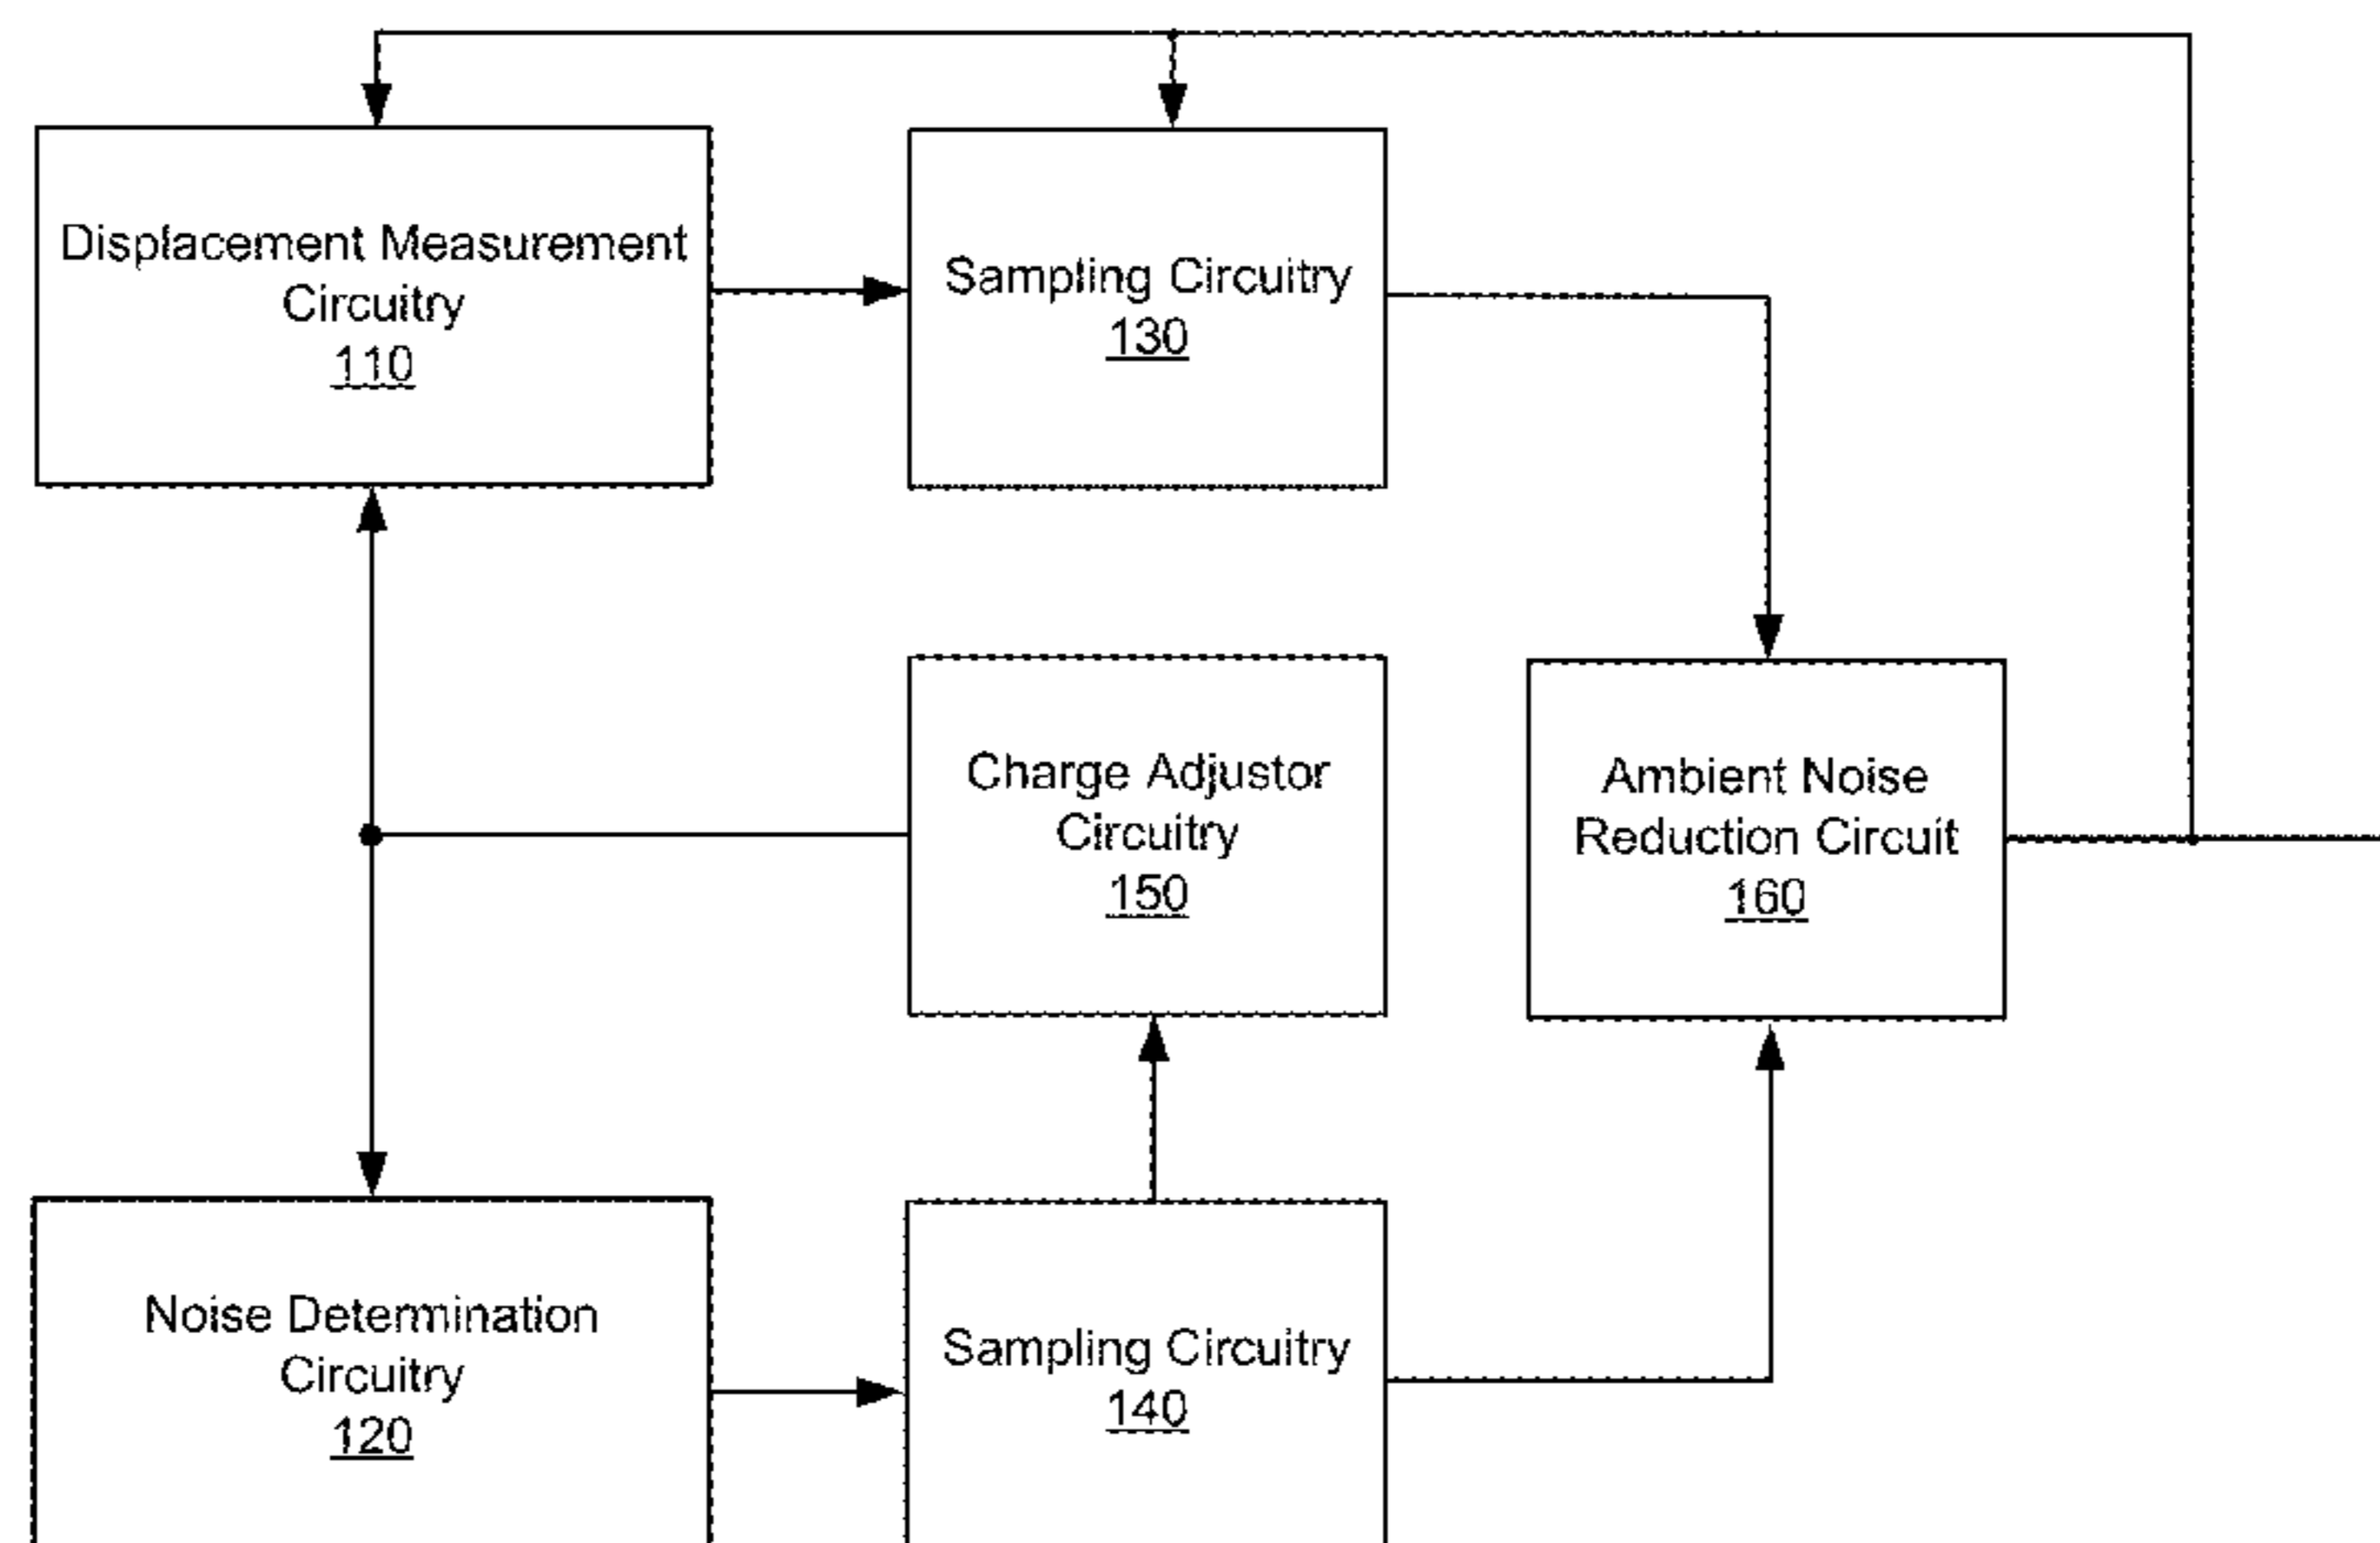 Displacement Measurement
Circuitry
110
Sampling Circuitry
130
Charge Adjustor
Circuitry
150
Ambient Noise
Reduction Circuit
160
Noise Determination
Circuitry
120
Sampling Circuitry
140